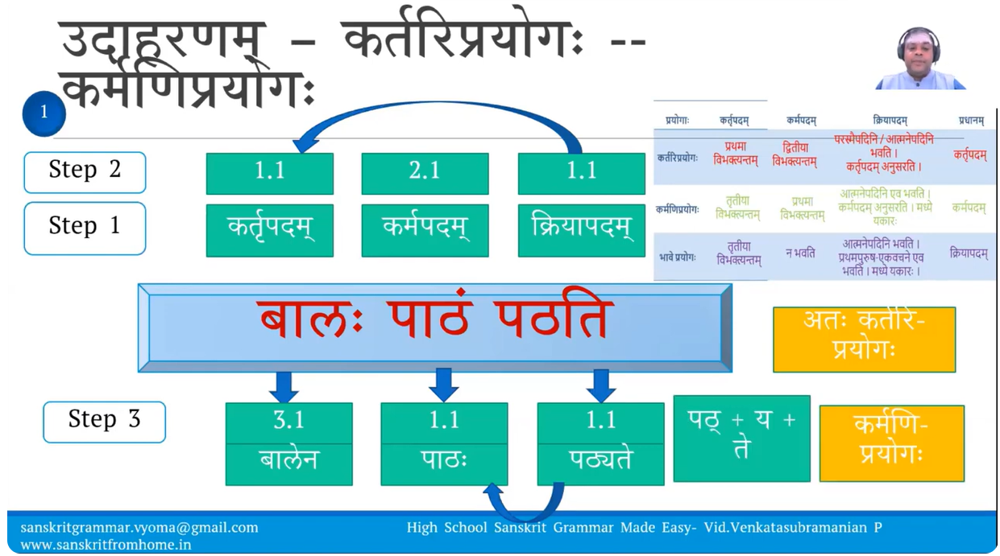 उदाहरणम् – कर्तरिप्रयोगः --
कर्मणिप्रयोगः
1
Step 2
1.1
2.1
1.1
Step 1
कर्तृपदम्
कर्मपदम्
क्रियापदम्
प्रयोगाः कर्तृपदम् कर्मपदम् क्रियापदम् प्रधानम्
कर्तरिप्रयोगः
प्रथमा
विभक्त्यन्तम्
द्वितीया
विभक्त्यन्तम्
परस्मैपदिनि / आत्मनेपदिनि
भवति ।
कर्तृपदम् अनुसरति ।
कर्तृपदम्
कर्मणिप्रयोगः
तृतीया
विभक्त्यन्तम्
प्रथमा
विभक्त्यन्तम्
आत्मनेपदिनि एव भवति ।
कर्मपदम् अनुसरति । मध्ये
यकारः
कर्मपदम्
भावे प्रयोगः
तृतीया
विभक्त्यन्तम्
न भवति
आत्मनेपदिनि भवति ।
प्रथमपुरुष-एकवचने एव
भवति । मध्ये यकारः ।
क्रियापदम्
बालः पाठं पठति
अतः कर्तरि-
प्रयोगः
Step 3
3.1
बालेन
1.1
पाठः
1.1
पठ्यते
पठ् + य +
ते
कर्मणि-
प्रयोगः
sanskritgrammar.vyoma@gmail.com
www.sanskritfromhome.in
High School Sanskrit Grammar Made Easy- Vid.Venkatasubramanian P